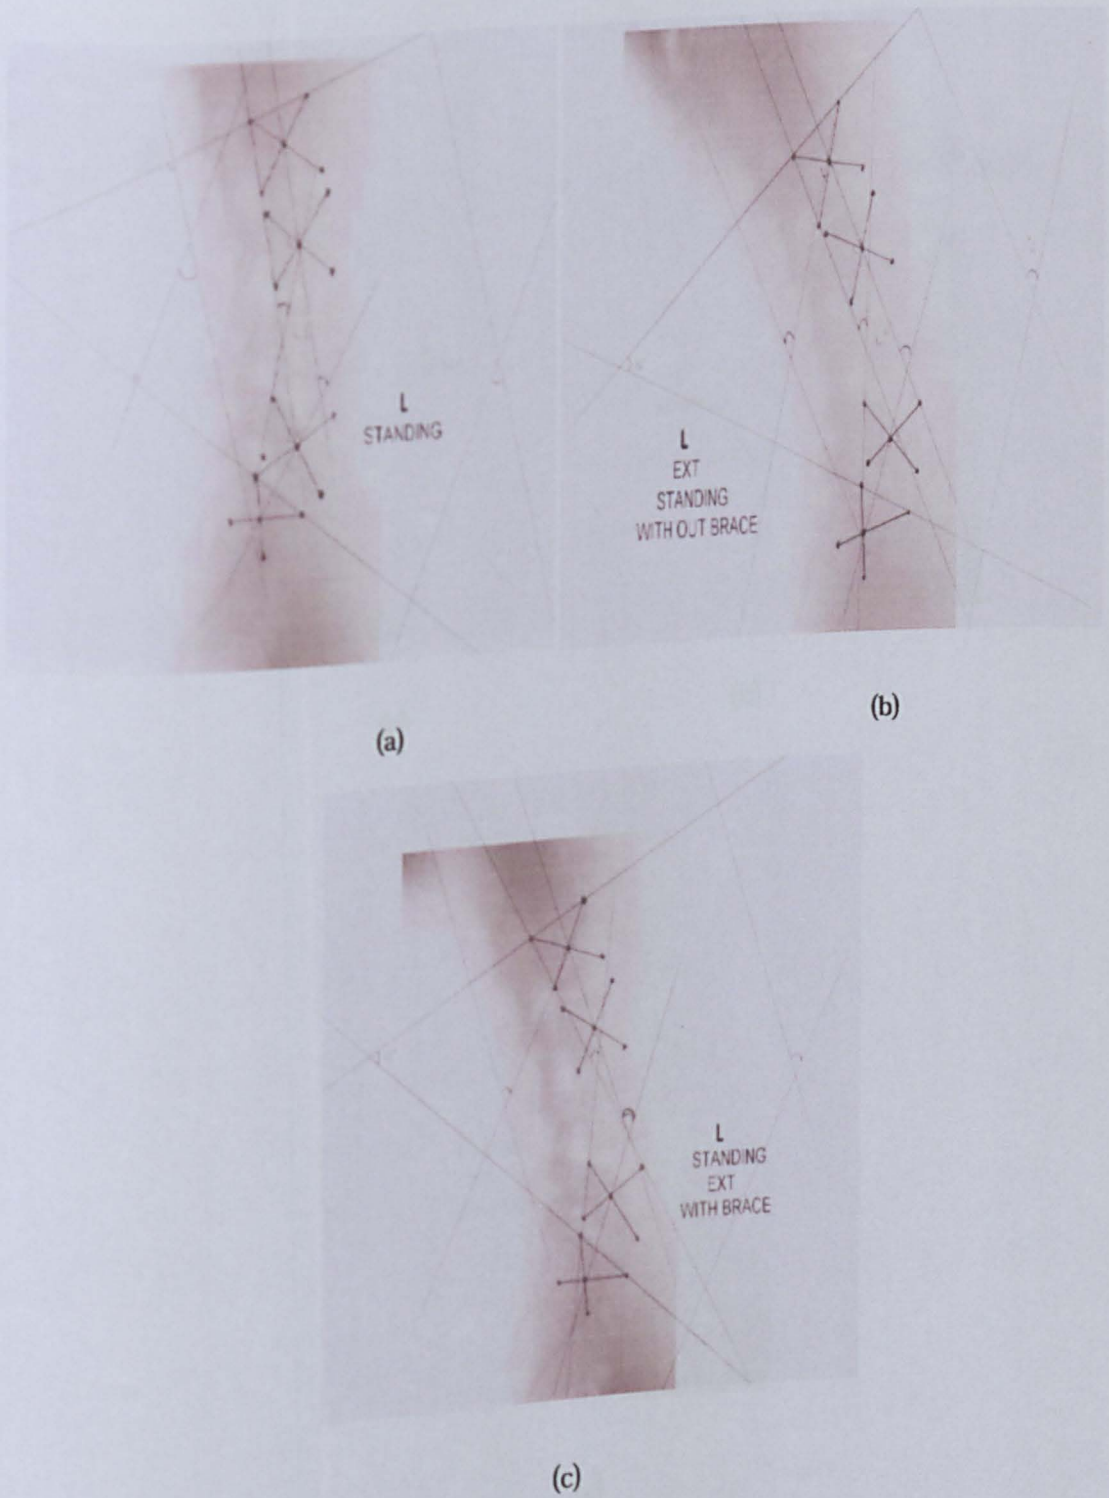 L
STANDING
L
EXT
STANDING
WITH OUT BRACE
(a)
(b)
L
STANDING
EXT
WITH BRACE
(c)